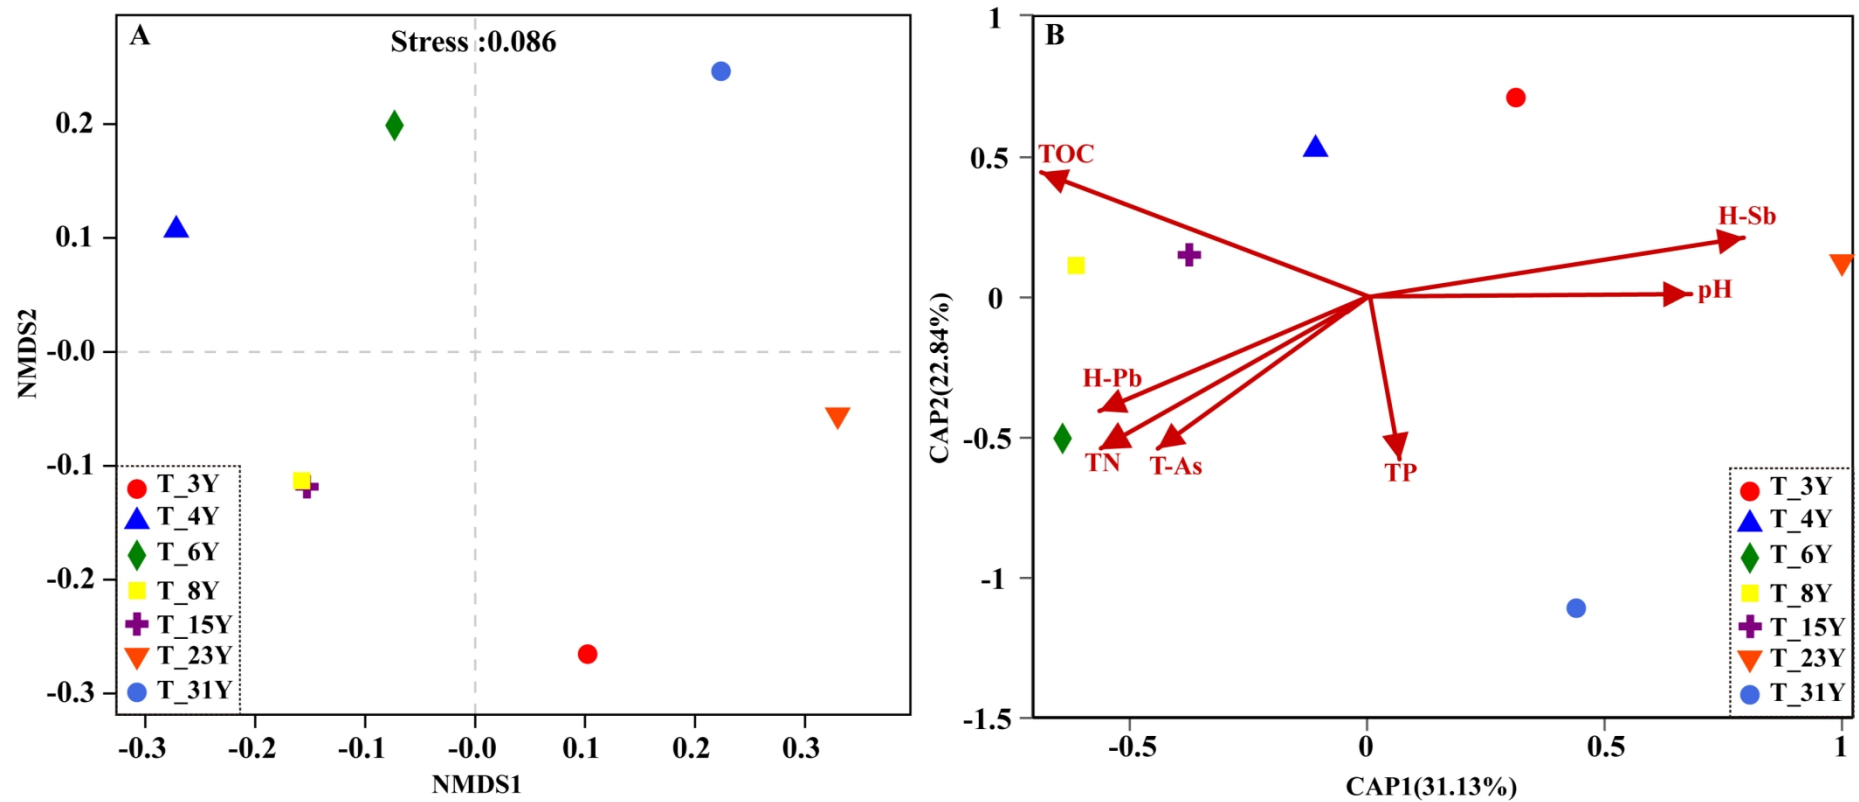 A
Stress :0.086
0.2
0.1
-0.0
-0.1
-0.2
-0.3
NMDS2
T_3Y
T_4Y
T_6Y
T_8Y
T_15Y
T_23Y
T_31Y
-0.3 -0.2 -0.1 -0.0 0.1 0.2 0.3
NMDS1
B
1
0.5
0
-0.5
-1
-1.5
CAP2(22.84%)
TOC
H-Sb
pH
H-Pb
TN
T-As
TP
T_3Y
T_4Y
T_6Y
T_8Y
T_15Y
T_23Y
T_31Y
-0.5 0 0.5 1
CAP1(31.13%)